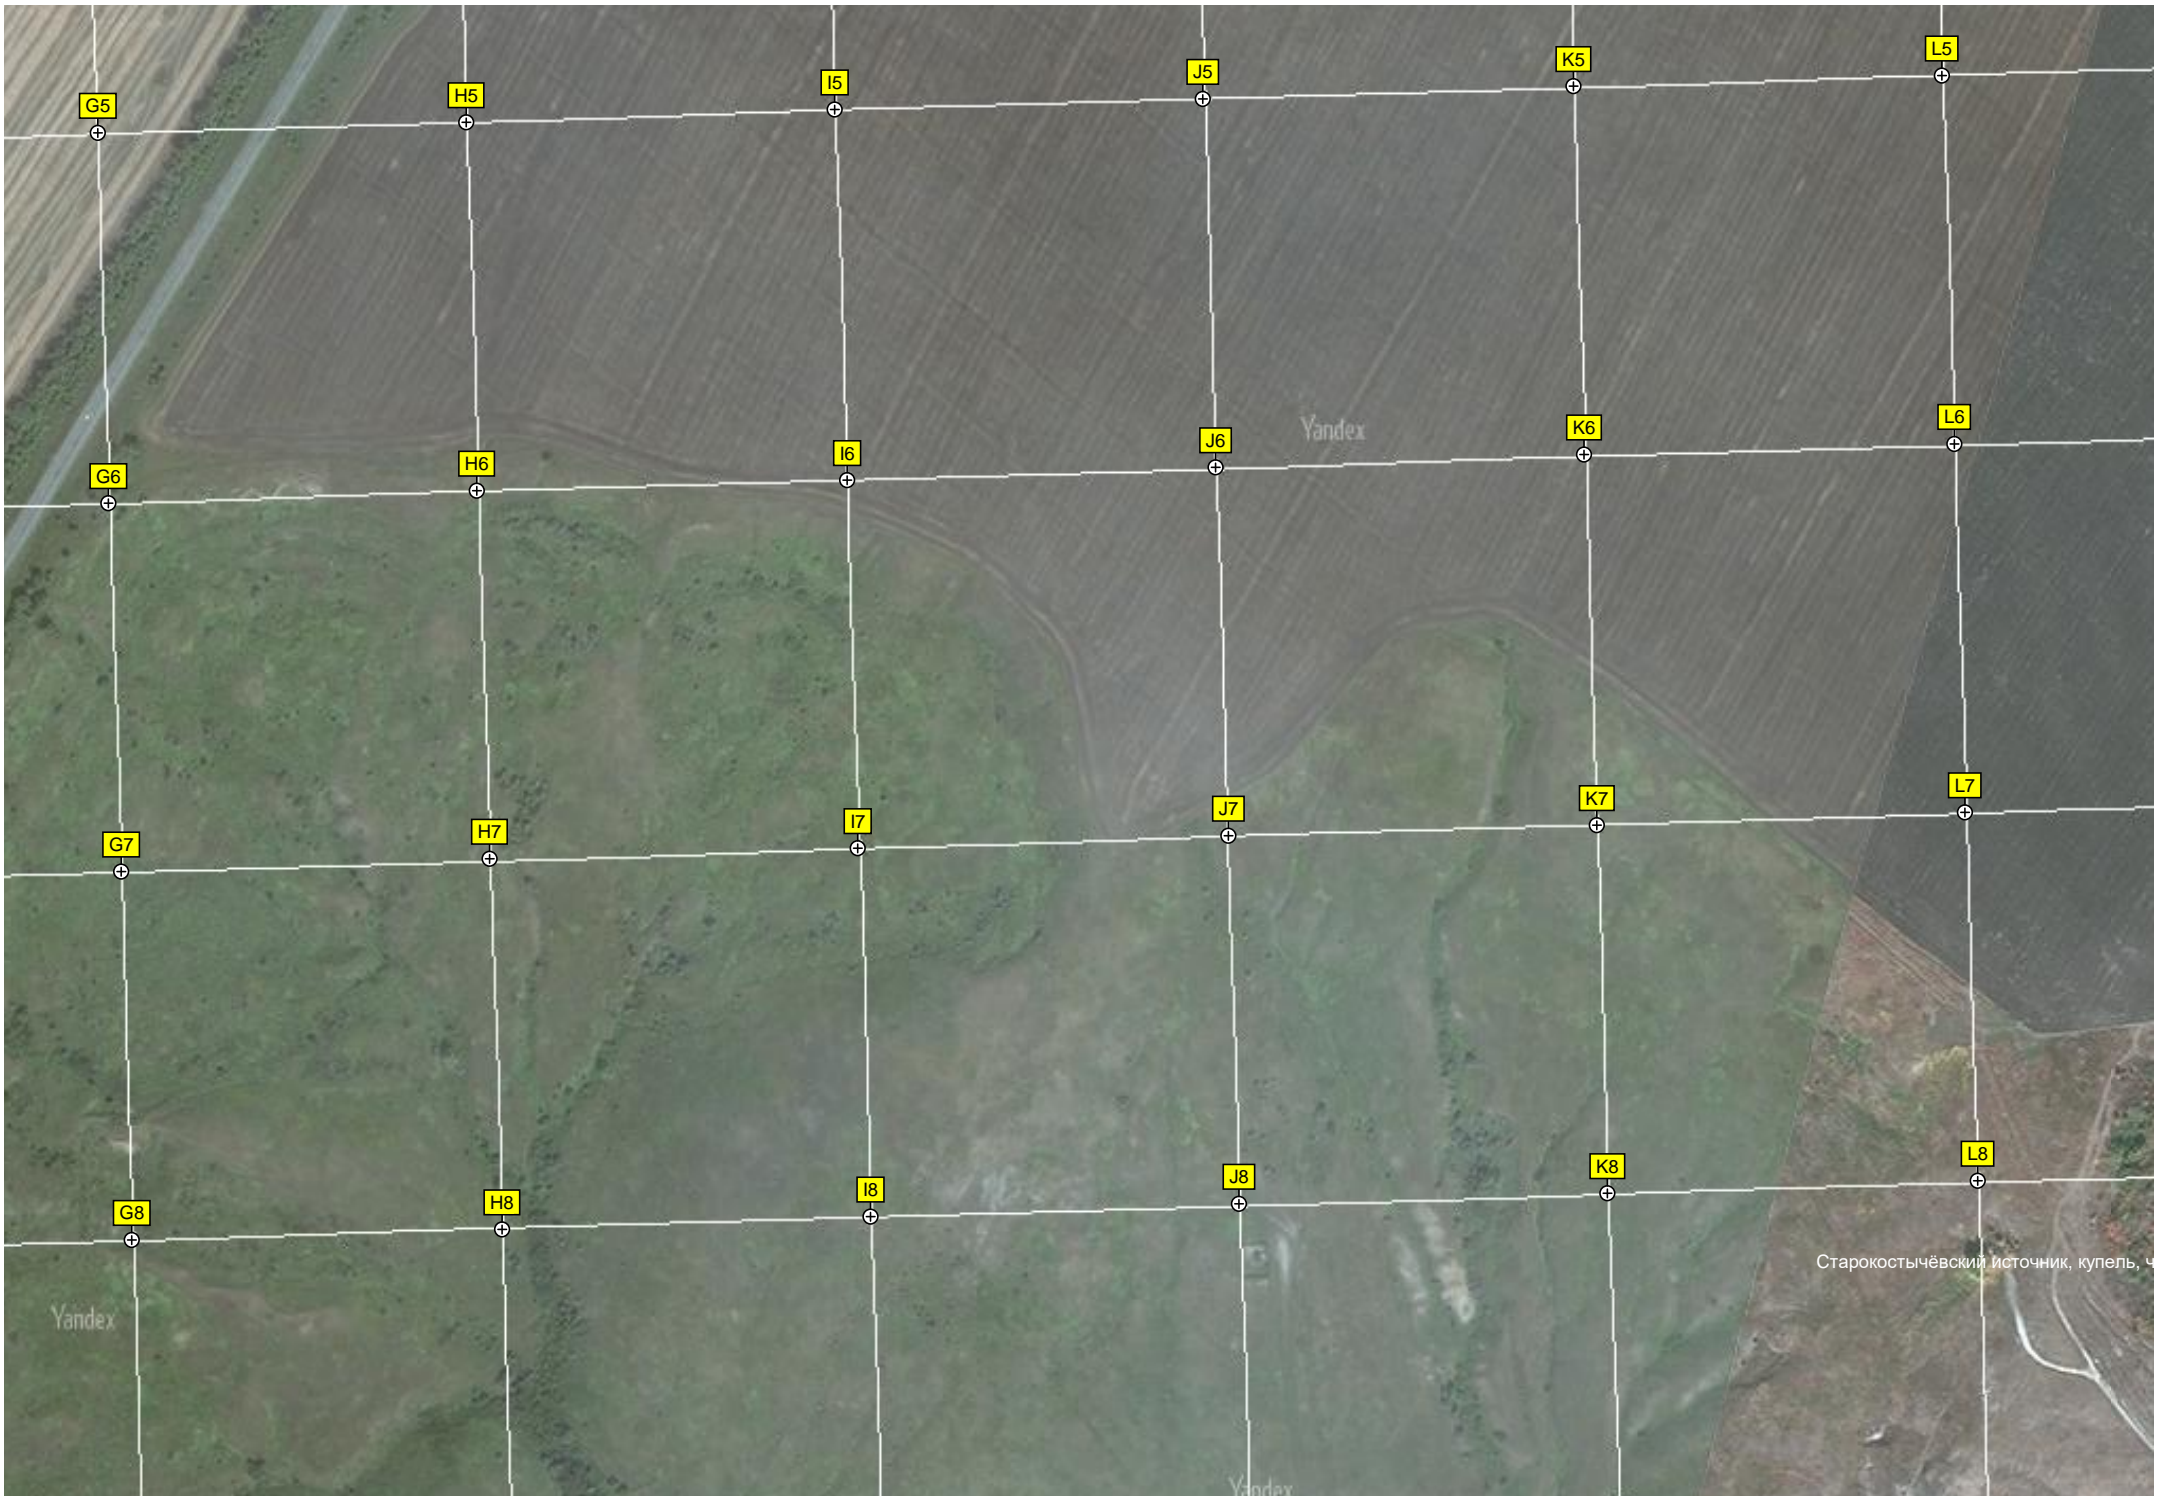 L5
K5
J5
I5
H5
G5
L6
K6
Yandex
J6
I6
H6
G6
L7
K7
J7
I7
H7
G7
L8
K8
J8
I8
H8
G8
Старокостычёвский источник, купель, ч
Yandex
Yandex